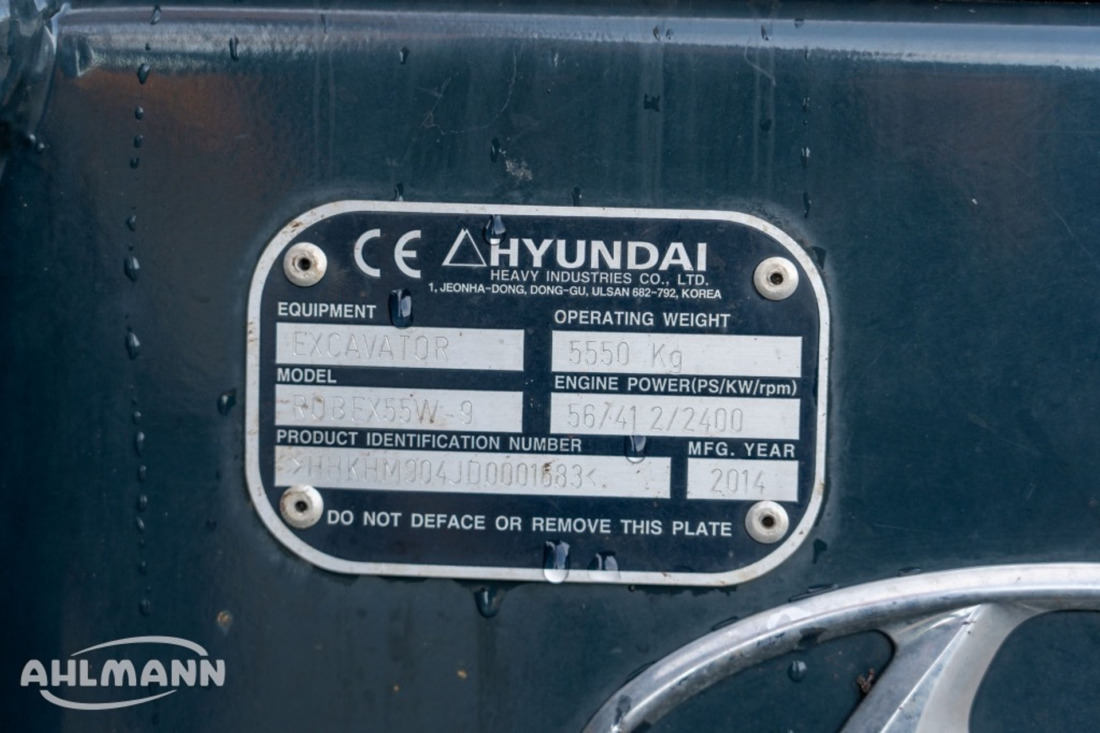 CE HYUNDAI
HEAVY INDUSTRIES CO., LTD.
1, JEONHA-DONG, DONG-GU, ULSAN 682-792, KOREA
EQUIPMENT OPERATING WEIGHT
EXCAVATOR 5550 Kg
MODEL ENGINE POWER(PS/KW/rpm)
ROBEX55W-9 56/41.2/2400
PRODUCT IDENTIFICATION NUMBER MFG. YEAR
>HHKHM904JD0001683< 2014
DO NOT DEFACE OR REMOVE THIS PLATE
AHLMANN